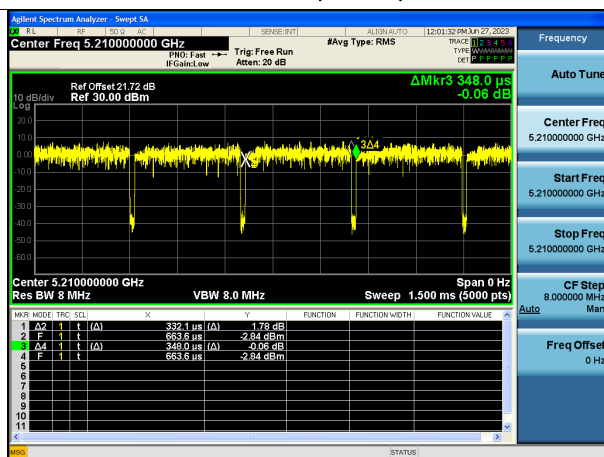 Agilent Spectrum Analyzer - Swept SA
RL RF 50 Ω AC SENSE:INT ALIGN AUTO 12:01:32 PM Jun 27, 2023
Center Freq 5.210000000 GHz #Avg Type: RMS TRACE 1 2 3 4 5 6
PNO: Fast Trig: Free Run TYPE
IFGain:Low Atten: 20 dB DET P P P P P P
Frequency
Auto Tune
Center Freq
5.210000000 GHz
Start Freq
5.210000000 GHz
Stop Freq
5.210000000 GHz
CF Step
8.000000 MHz
Auto Man
Freq Offset
0 Hz
Ref Offset 21.72 dB ΔMkr3 348.0 µs
10 dB/div Ref 30.00 dBm -0.06 dB
Log
20.0
10.0
0.00
-10.0
-20.0
-30.0
-40.0
-50.0
-60.0
3Δ4
Center 5.210000000 GHz Span 0 Hz
Res BW 8 MHz VBW 8.0 MHz Sweep 1.500 ms (5000 pts)
MKR MODE TRC SCL X Y FUNCTION FUNCTION WIDTH FUNCTION VALUE
1 Δ2 1 t (Δ) 332.1 µs (Δ) 1.78 dB
2 F 1 t 663.6 µs -2.84 dBm
3 Δ4 1 t (Δ) 348.0 µs (Δ) -0.06 dB
4 F 1 t 663.6 µs -2.84 dBm
5
6
7
8
9
10
11
MSG STATUS